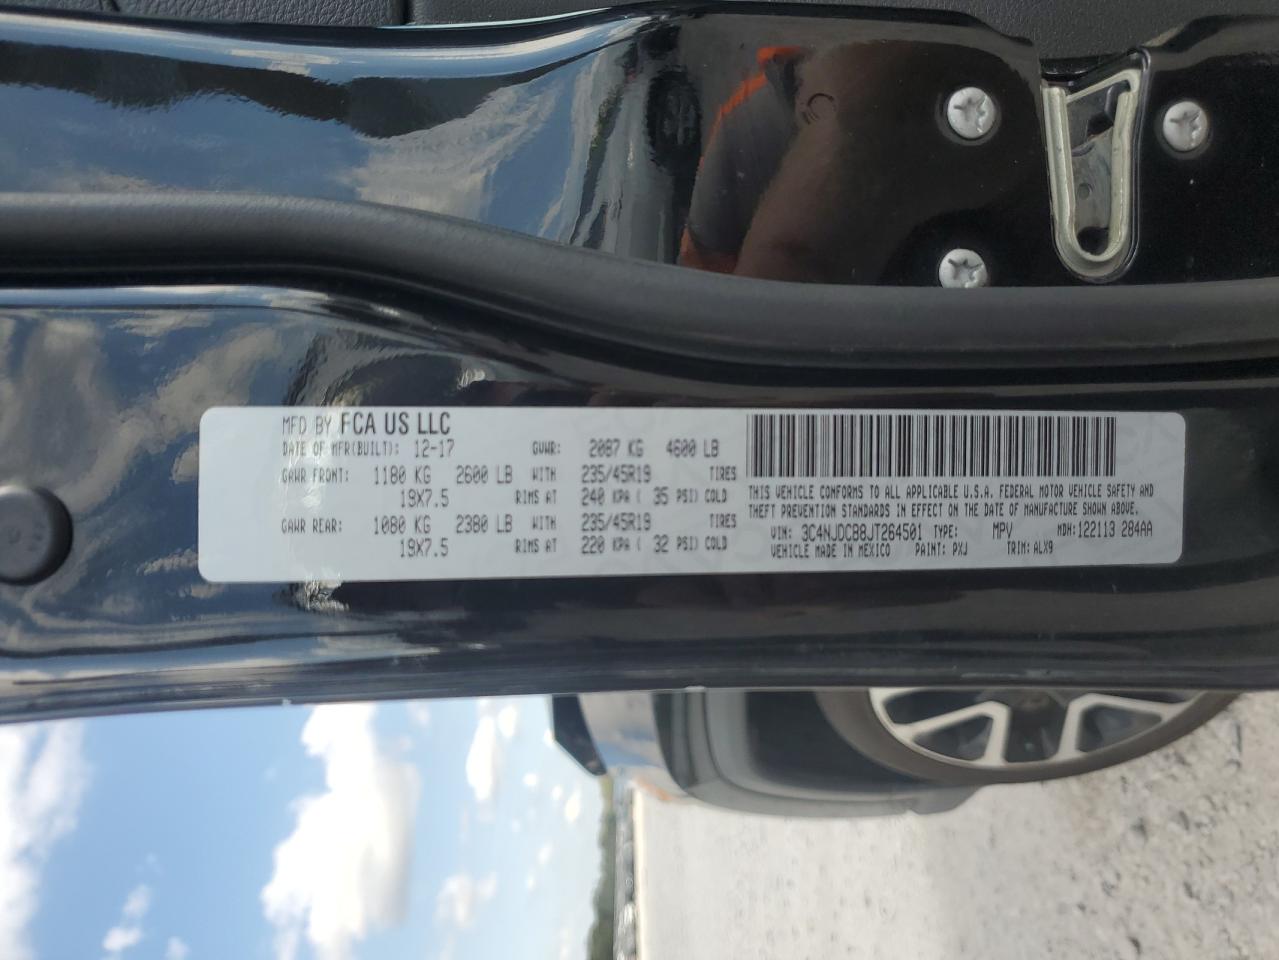 MFD BY FCA US LLC
DATE OF MFR(BUILT): 12-17 GVWR: 2087 KG 4600 LB
GAWR FRONT: 1180 KG 2600 LB WITH 235/45R19 TIRES
19X7.5 RIMS AT 240 KPA ( 35 PSI) COLD
GAWR REAR: 1080 KG 2380 LB WITH 235/45R19 TIRES
19X7.5 RIMS AT 220 KPA ( 32 PSI) COLD
THIS VEHICLE CONFORMS TO ALL APPLICABLE U.S.A. FEDERAL MOTOR VEHICLE SAFETY AND
THEFT PREVENTION STANDARDS IN EFFECT ON THE DATE OF MANUFACTURE SHOWN ABOVE.
VIN: 3C4NJDCB8JT264501 TYPE: MPV MDH: 122113 284AA
VEHICLE MADE IN MEXICO PAINT: PXJ TRIM: ALX9